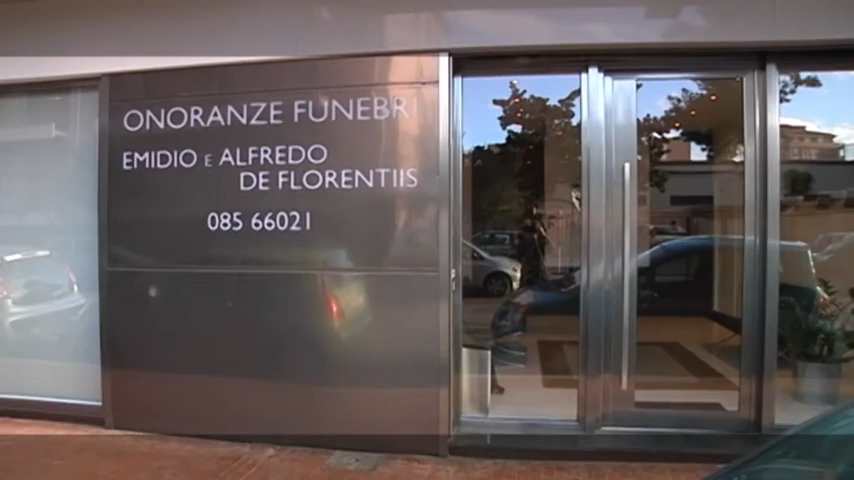 ONORANZE FUNEBRI
EMIDIO E ALFREDO
DE FLORENTIIS
085 66021